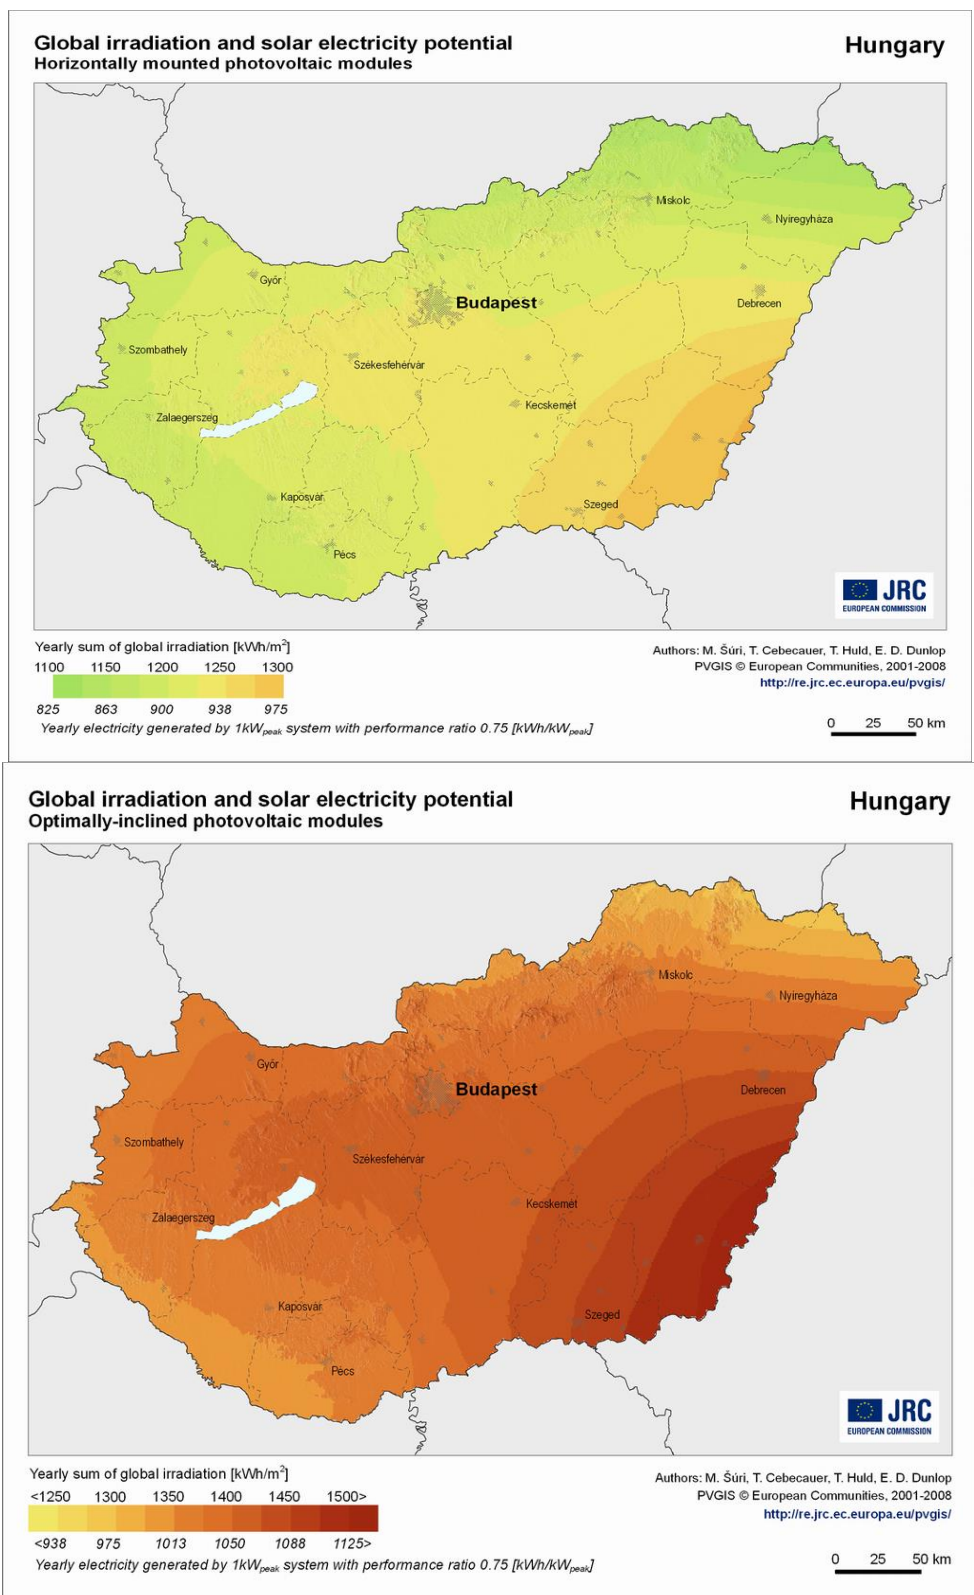 Global irradiation and solar electricity potential
Horizontally mounted photovoltaic modules
Hungary
Miskolc
Nyíregyháza
Győr
Budapest
Debrecen
Szombathely
Székesfehérvár
Zalaegerszeg
Kecskemét
Kaposvár
Szeged
Pécs
JRC
EUROPEAN COMMISSION
Yearly sum of global irradiation [kWh/m²]
1100 1150 1200 1250 1300
825 863 900 938 975
Yearly electricity generated by 1kWpeak system with performance ratio 0.75 [kWh/kWpeak]
Authors: M. Šúri, T. Cebecauer, T. Huld, E. D. Dunlop
PVGIS © European Communities, 2001-2008
http://re.jrc.ec.europa.eu/pvgis/
0 25 50 km
Global irradiation and solar electricity potential
Optimally-inclined photovoltaic modules
Hungary
Miskolc
Nyíregyháza
Győr
Budapest
Debrecen
Szombathely
Székesfehérvár
Zalaegerszeg
Kecskemét
Kaposvár
Szeged
Pécs
JRC
EUROPEAN COMMISSION
Yearly sum of global irradiation [kWh/m²]
<1250 1300 1350 1400 1450 1500>
<938 975 1013 1050 1088 1125>
Yearly electricity generated by 1kWpeak system with performance ratio 0.75 [kWh/kWpeak]
Authors: M. Šúri, T. Cebecauer, T. Huld, E. D. Dunlop
PVGIS © European Communities, 2001-2008
http://re.jrc.ec.europa.eu/pvgis/
0 25 50 km